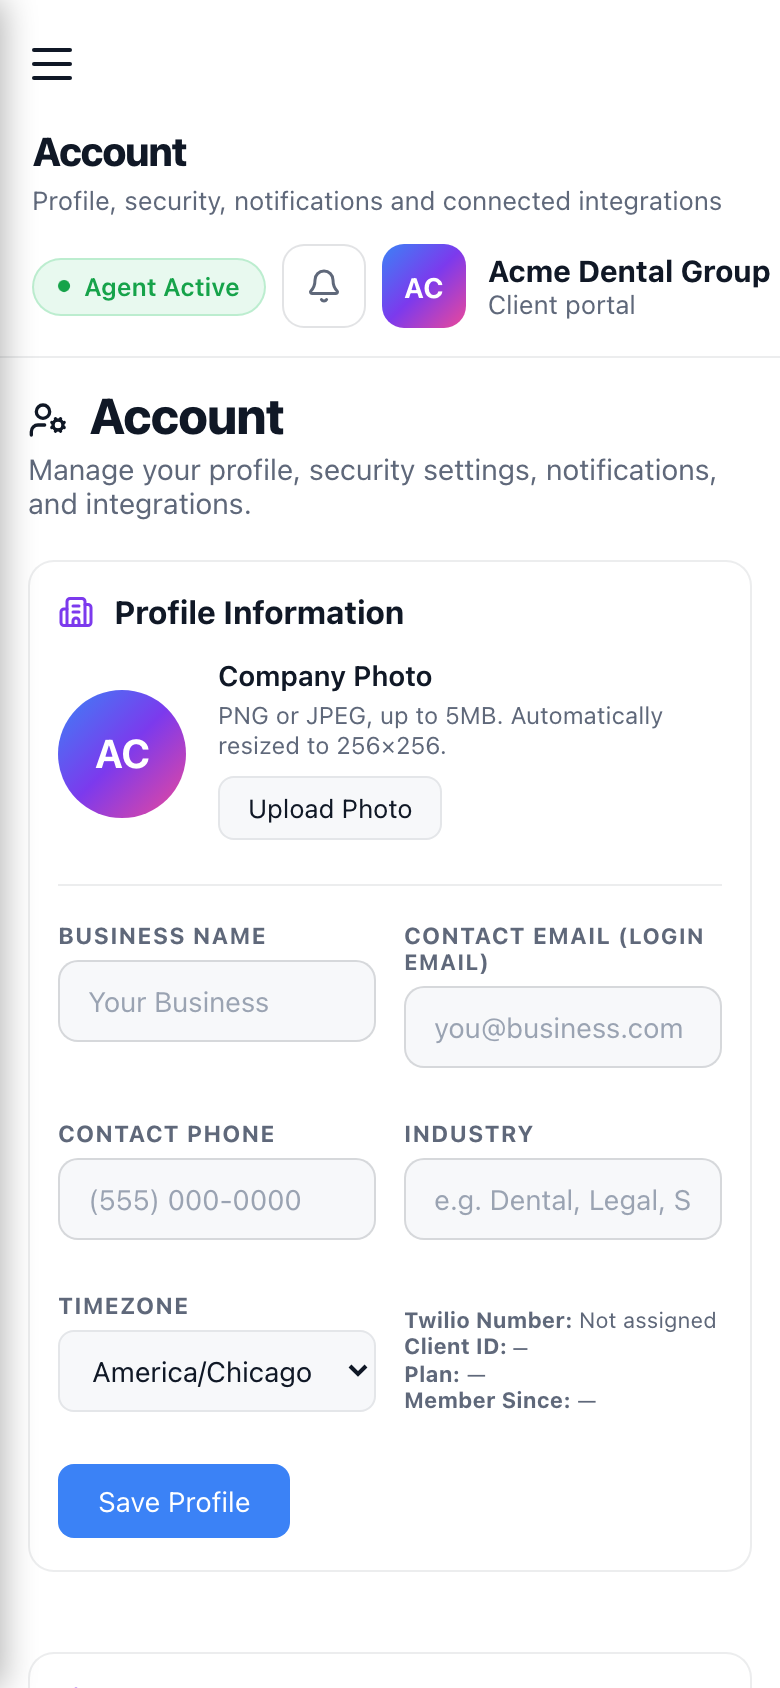 Account
Profile, security, notifications and connected integrations
Agent Active
AC
Acme Dental Group
Client portal
Account
Manage your profile, security settings, notifications,
and integrations.
Profile Information
AC
Company Photo
PNG or JPEG, up to 5MB. Automatically
resized to 256×256.
Upload Photo
BUSINESS NAME
Your Business
CONTACT EMAIL (LOGIN
EMAIL)
you@business.com
CONTACT PHONE
(555) 000-0000
INDUSTRY
e.g. Dental, Legal, S
TIMEZONE
America/Chicago
Twilio Number: Not assigned
Client ID: —
Plan: —
Member Since: —
Save Profile